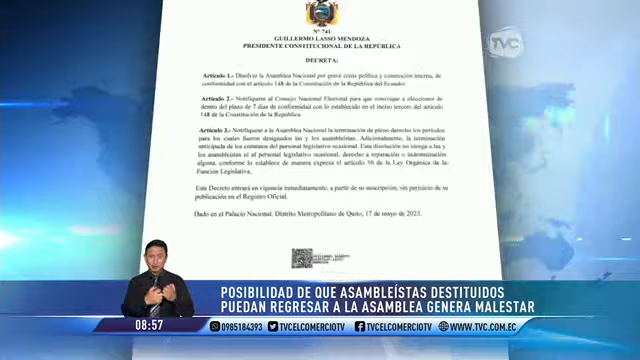 TVC
N° 741
GUILLERMO LASSO MENDOZA
PRESIDENTE CONSTITUCIONAL DE LA REPÚBLICA
DECRETA:
Artículo 1.- Disolver la Asamblea Nacional por grave crisis política y conmoción interna, de
conformidad con el artículo 148 de la Constitución de la República del Ecuador.
Artículo 2.- Notifíquese al Consejo Nacional Electoral para que convoque a elecciones de
dentro del plazo de 7 días de conformidad con lo establecido en el inciso tercero del artículo
148 de la Constitución de la República.
Artículo 3.- Notifíquese a la Asamblea Nacional la terminación de pleno derecho los períodos
para los cuales fueron designados las y los asambleístas. Adicionalmente, la terminación
anticipada de los contratos del personal legislativo ocasional. Esta disolución no otorga a las y
los asambleístas ni al personal legislativo ocasional, derecho a reparación o indemnización
alguna, conforme lo establece de manera expresa el artículo 50 de la Ley Orgánica de la
Función Legislativa,
Este Decreto entrará en vigencia inmediatamente, a partir de su suscripción, sin perjuicio de su
publicación en el Registro Oficial.
Dado en el Palacio Nacional, Distrito Metropolitano de Quito, 17 de mayo de 2023.
POSIBILIDAD DE QUE ASAMBLEÍSTAS DESTITUIDOS
PUEDAN REGRESAR A LA ASAMBLEA GENERA MALESTAR
08:57 0985184393 TVCELCOMERCIOTV TVCELCOMERCIOTV WWW.TVC.COM.EC